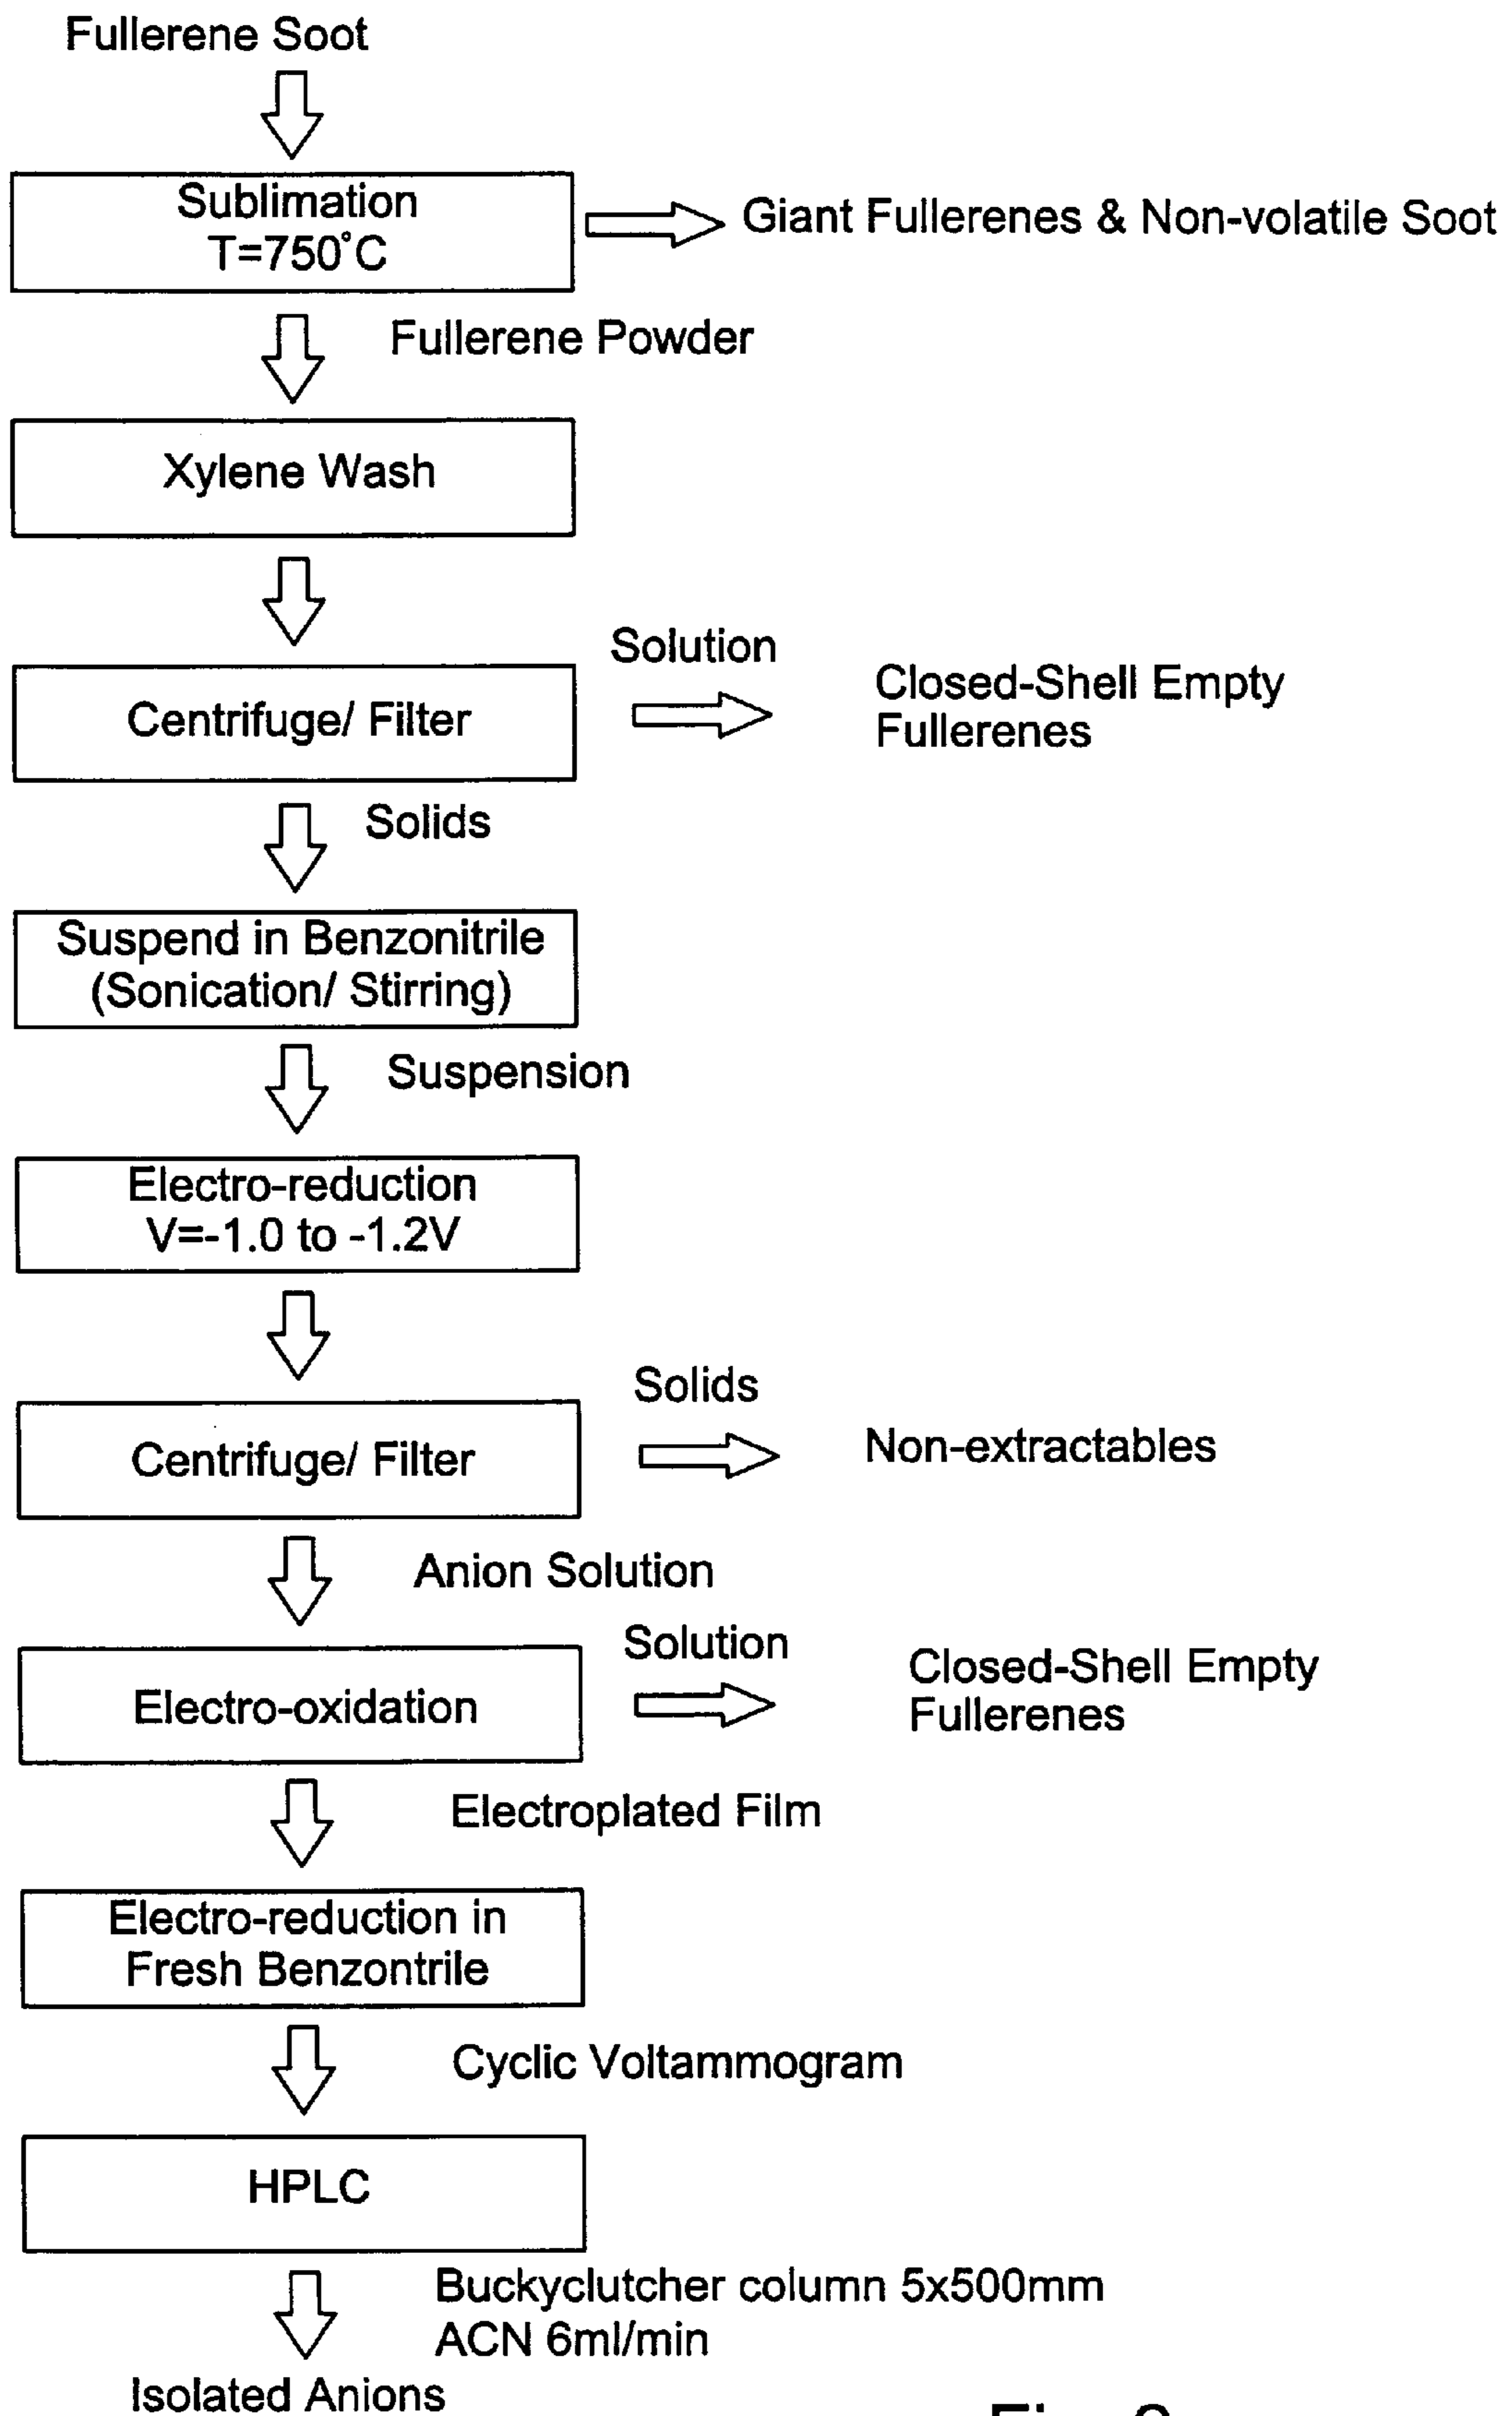 Fullerene Soot
Sublimation
T=750°C
Giant Fullerenes & Non-volatile Soot
Fullerene Powder
Xylene Wash
Solution
Centrifuge/ Filter
Closed-Shell Empty
Fullerenes
Solids
Suspend in Benzonitrile
(Sonication/ Stirring)
Suspension
Electro-reduction
V=-1.0 to -1.2V
Solids
Centrifuge/ Filter
Non-extractables
Anion Solution
Solution
Electro-oxidation
Closed-Shell Empty
Fullerenes
Electroplated Film
Electro-reduction in
Fresh Benzontrile
Cyclic Voltammogram
HPLC
Buckyclutcher column 5x500mm
ACN 6ml/min
Isolated Anions